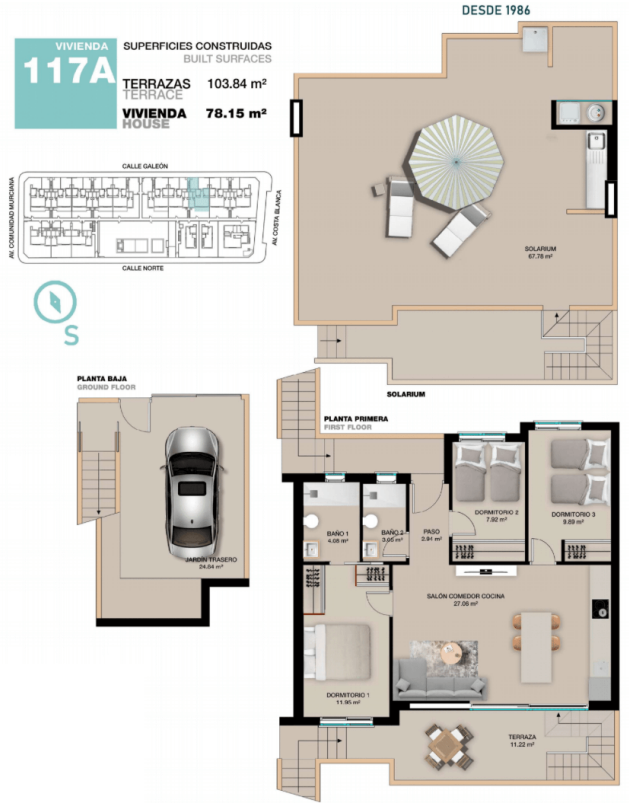 DESDE 1986
VIVIENDA
117A
SUPERFICIES CONSTRUIDAS
BUILT SURFACES
TERRAZAS 103.84 m²
TERRACE
VIVIENDA 78.15 m²
HOUSE
CALLE GALEÓN
AV. COMUNIDAD MURCIANA
AV. COSTA BLANCA
CALLE NORTE
S
SOLARIUM
67.78 m²
SOLARIUM
PLANTA BAJA
GROUND FLOOR
JARDÍN TRASERO
24.84 m²
PLANTA PRIMERA
FIRST FLOOR
BAÑO 1
4.08 m²
BAÑO 2
3.65 m²
PASO
3.91 m²
DORMITORIO 2
7.92 m²
DORMITORIO 3
9.89 m²
SALÓN COMEDOR COCINA
27.06 m²
DORMITORIO 1
11.95 m²
TERRAZA
11.22 m²